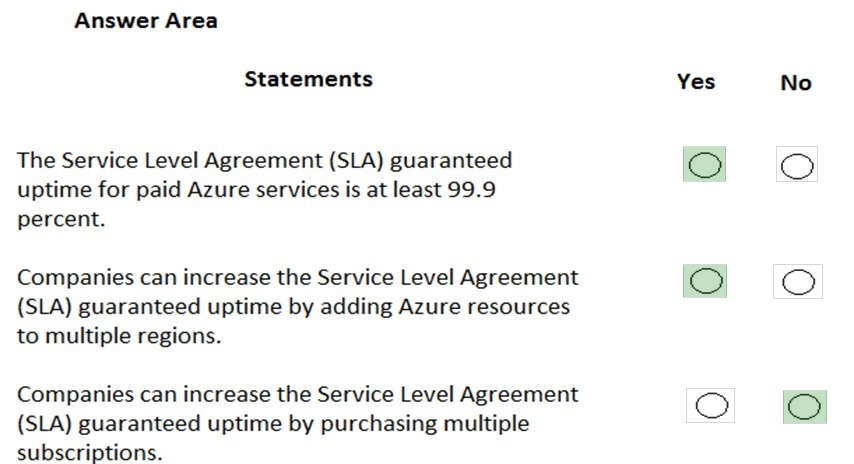 Answer Area
Statements Yes No
The Service Level Agreement (SLA) guaranteed
uptime for paid Azure services is at least 99.9
percent.
Companies can increase the Service Level Agreement
(SLA) guaranteed uptime by adding Azure resources
to multiple regions.
Companies can increase the Service Level Agreement
(SLA) guaranteed uptime by purchasing multiple
subscriptions.